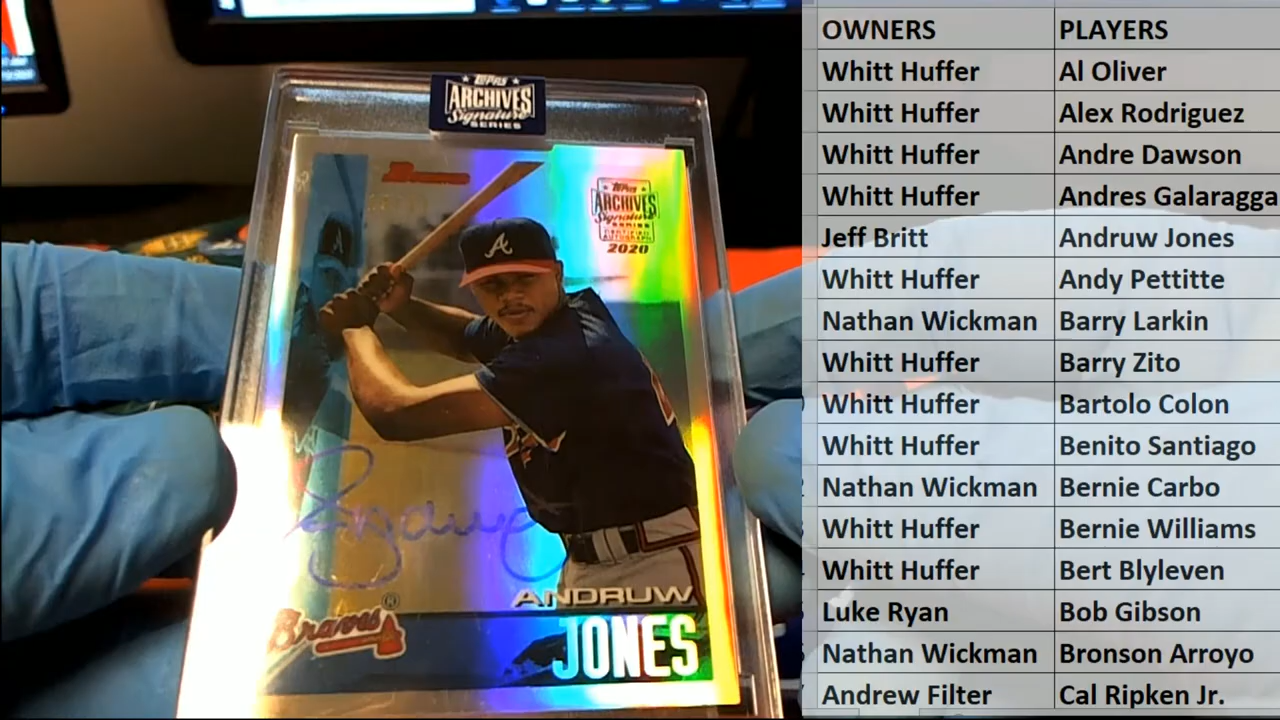 Topps
ARCHIVES
Signature
SERIES
Bowman
Topps
ARCHIVES
Signature
SERIES
CERTIFIED
AUTOGRAPH
2020
A
A
ANDRUW
Braves®
JONES
OWNERS PLAYERS
Whitt Huffer Al Oliver
Whitt Huffer Alex Rodriguez
Whitt Huffer Andre Dawson
Whitt Huffer Andres Galaragga
Jeff Britt Andruw Jones
Whitt Huffer Andy Pettitte
Nathan Wickman Barry Larkin
Whitt Huffer Barry Zito
Whitt Huffer Bartolo Colon
Whitt Huffer Benito Santiago
Nathan Wickman Bernie Carbo
Whitt Huffer Bernie Williams
Whitt Huffer Bert Blyleven
Luke Ryan Bob Gibson
Nathan Wickman Bronson Arroyo
Andrew Filter Cal Ripken Jr.